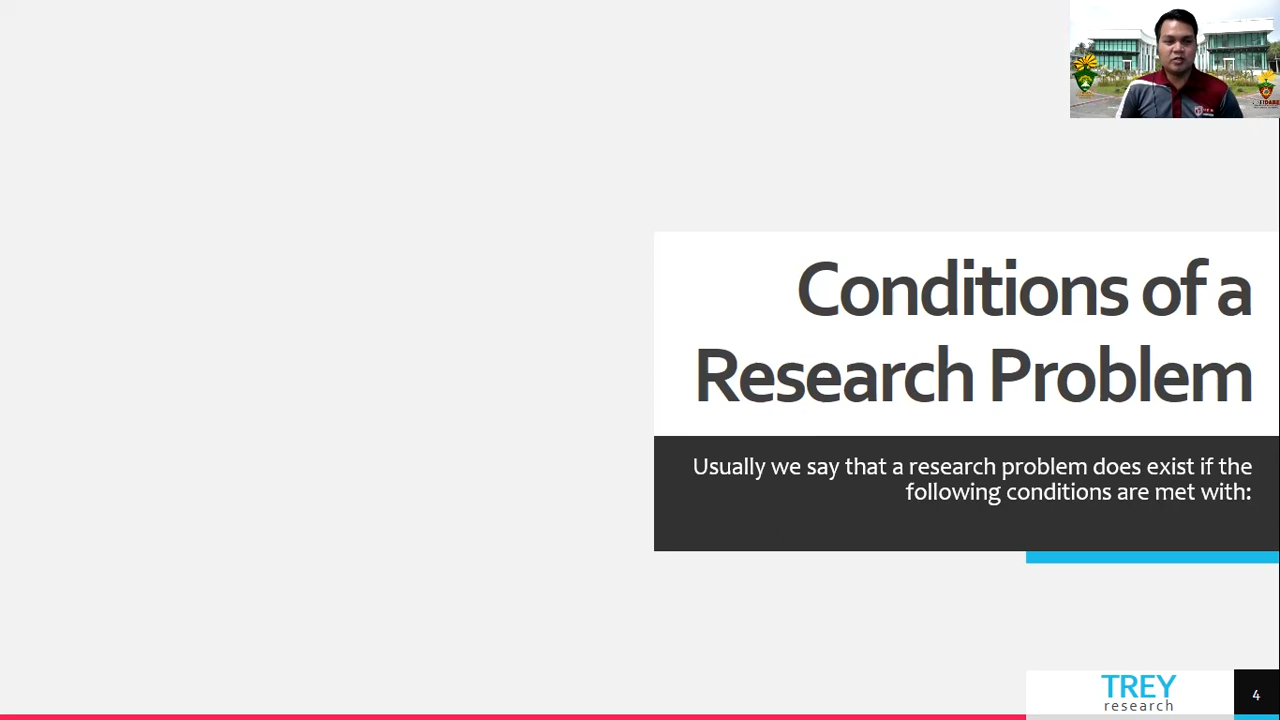 Conditions of a
Research Problem
Usually we say that a research problem does exist if the
following conditions are met with:
TREY
research
4